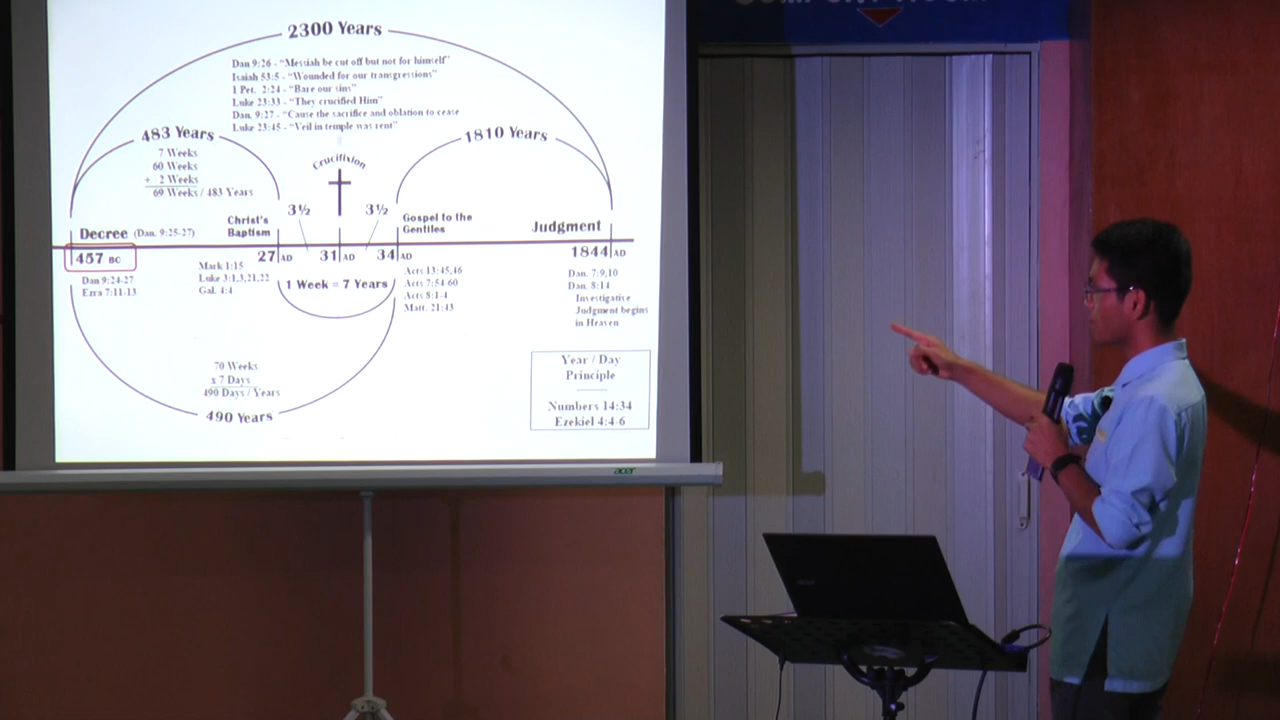 2300 Years
Dan 9:26 - "Messiah be cut off but not for himself"
Isaiah 53:5 - "Wounded for our transgressions"
1 Pet. 2:24 - "Bare our sins"
Luke 23:33 - "They crucified Him"
Dan. 9:27 - "Cause the sacrifice and oblation to cease
Luke 23:45 - "Veil in temple was rent"
483 Years
7 Weeks
60 Weeks
+ 2 Weeks
69 Weeks / 483 Years
1810 Years
Crucifixion
3½ 3½
Decree (Dan. 9:25-27)
Christ's
Baptism
Gospel to the
Gentiles
Judgment
457 BC
27 AD
31 AD
34 AD
1844 AD
Dan 9:24-27
Ezra 7:11-13
Mark 1:15
Luke 3:1,3,21,22
Gal. 4:4
1 Week = 7 Years
Acts 13:45,46
Acts 7:54-60
Acts 8:1-4
Matt. 21:43
Dan. 7:9,10
Dan. 8:14
Investigative
Judgment begins
in Heaven
70 Weeks
x 7 Days
490 Days / Years
490 Years
Year / Day
Principle
Numbers 14:34
Ezekiel 4:4-6
acer